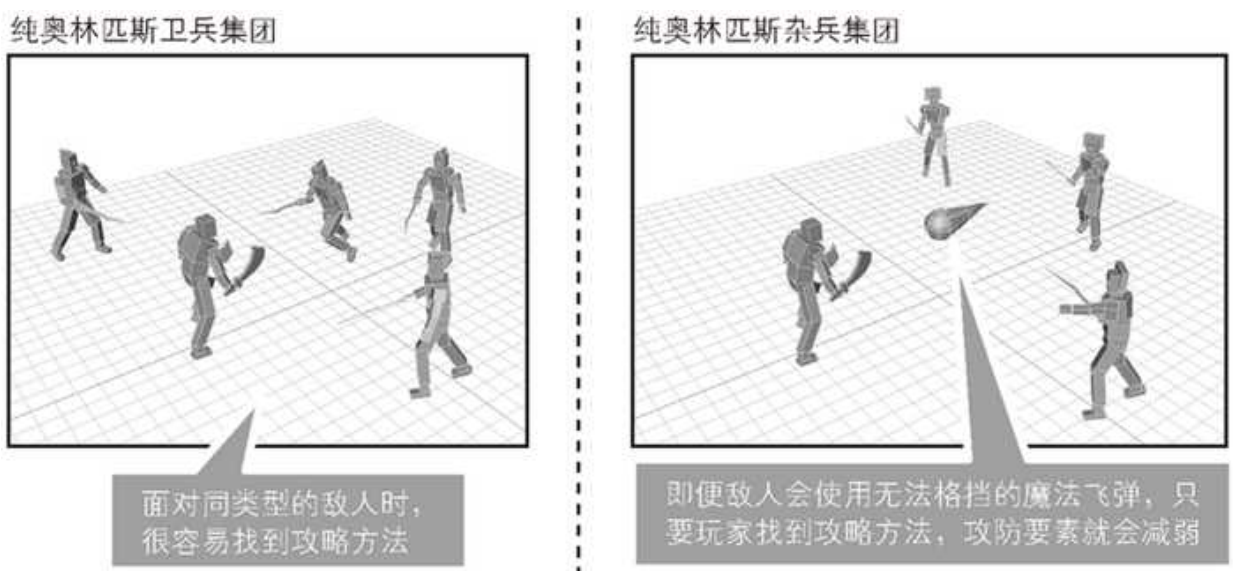 纯奥林匹斯卫兵集团
纯奥林匹斯杂兵集团
面对同类型的敌人时，
很容易找到攻略方法
即便敌人会使用无法格挡的魔法飞弹，只
要玩家找到攻略方法，攻防要素就会减弱